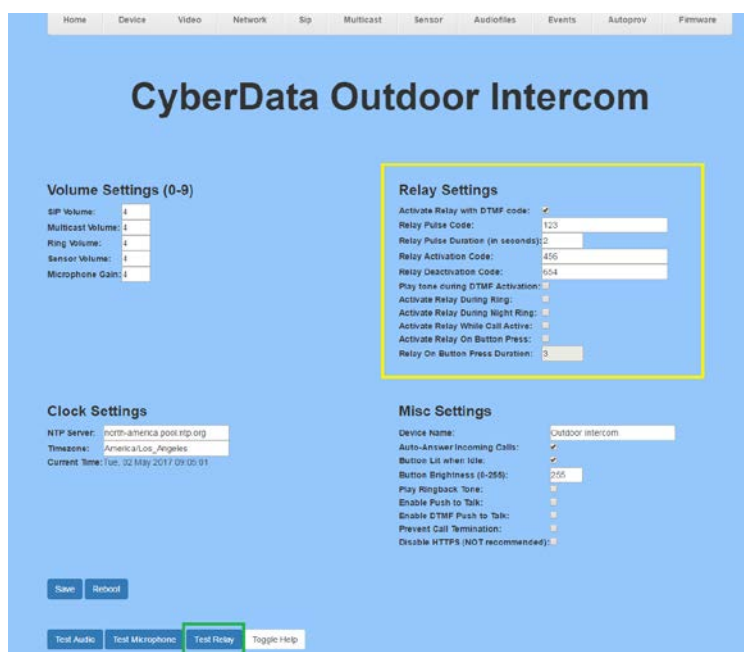 Home Device Video Network Sip Multicast Sensor Audiofiles Events Autoprov Firmware
CyberData Outdoor Intercom
Volume Settings (0-9)
SIP Volume: 4
Multicast Volume: 4
Ring Volume: 4
Sensor Volume: 4
Microphone Gain: 4
Relay Settings
Activate Relay with DTMF code:
Relay Pulse Code: 123
Relay Pulse Duration (in seconds): 2
Relay Activation Code: 456
Relay Deactivation Code: 654
Play tone during DTMF Activation:
Activate Relay During Ring:
Activate Relay During Night Ring:
Activate Relay While Call Active:
Activate Relay On Button Press:
Relay On Button Press Duration: 3
Clock Settings
NTP Server: north-america.pool.ntp.org
Timezone: America/Los_Angeles
Current Time: Tue, 02 May 2017 09:05:01
Misc Settings
Device Name: Outdoor Intercom
Auto-Answer Incoming Calls:
Button Lit when Idle:
Button Brightness (0-255): 255
Play Ringback Tone:
Enable Push to Talk:
Enable DTMF Push to Talk:
Prevent Call Termination:
Disable HTTPS (NOT recommended):
Save Reboot
Test Audio Test Microphone Test Relay Toggle Help